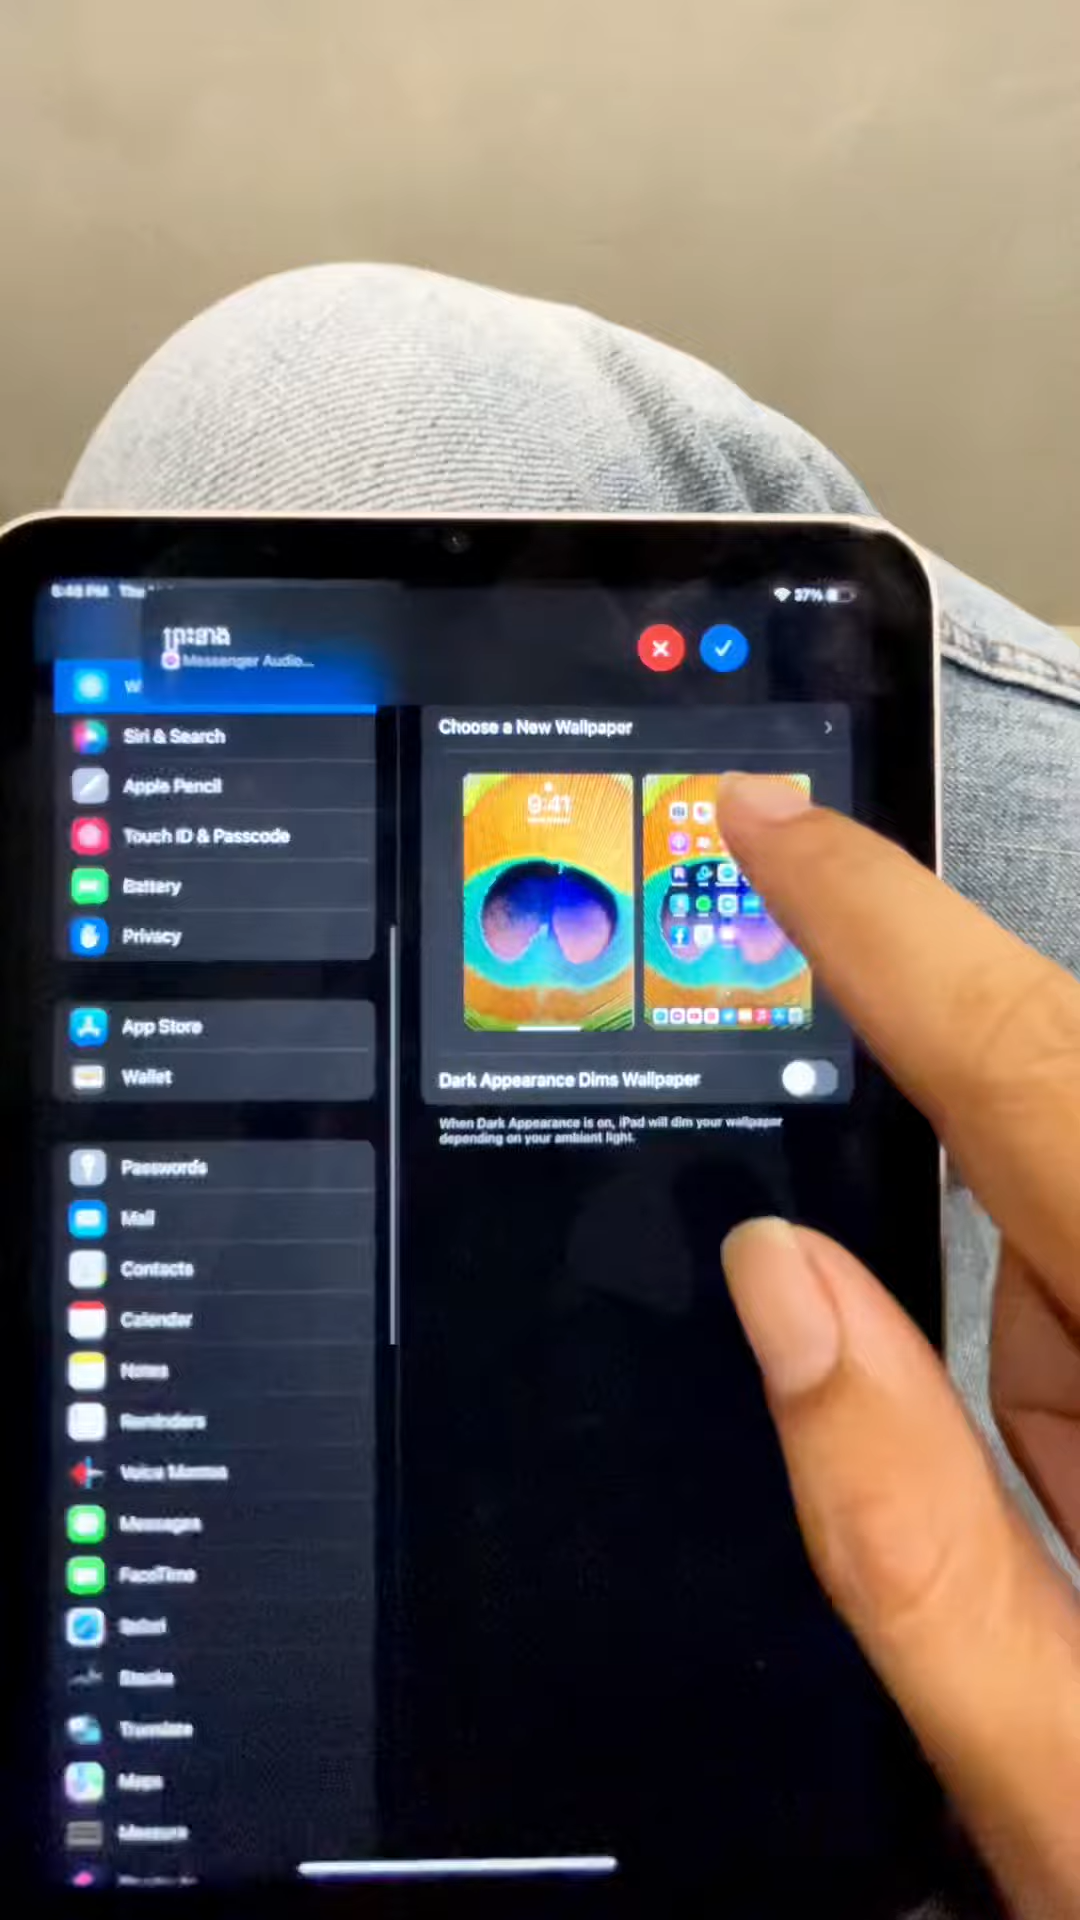 6:48 PM
37%
ព្រះនាង
Messenger Audio...
W
Siri & Search
Choose a New Wallpaper
Apple Pencil
9:41
Touch ID & Passcode
Battery
Privacy
App Store
Wallet
Dark Appearance Dims Wallpaper
When Dark Appearance is on, iPad will dim your wallpaper
depending on your ambient light.
Passwords
Mail
Contacts
Calendar
Notes
Reminders
Voice Memos
Messages
FaceTime
Safari
Stocks
Translate
Maps
Measure